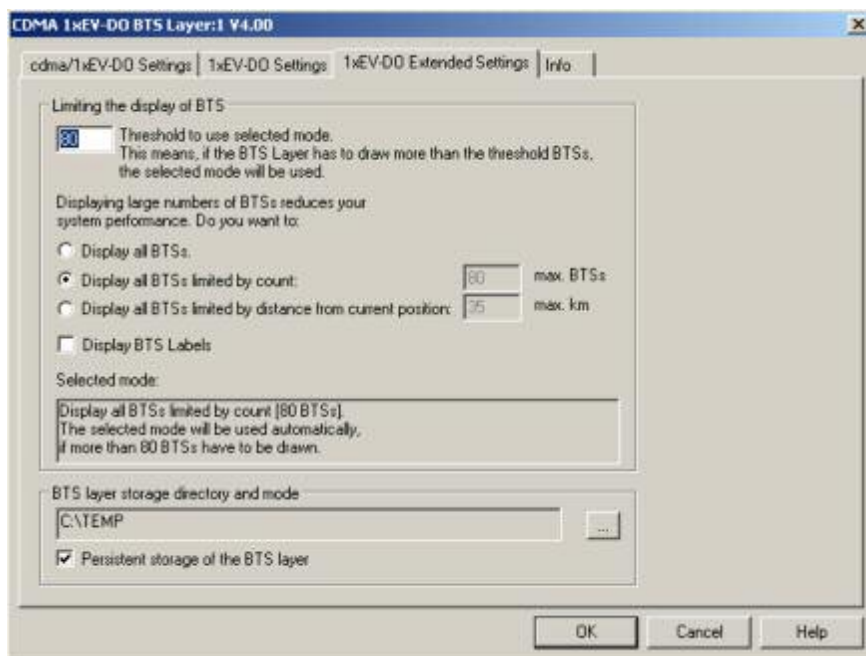 CDMA 1xEV-DO BTS Layer:1 V4.00
cdma/1xEV-DO Settings
1xEV-DO Settings
1xEV-DO Extended Settings
Info
Limiting the display of BTS
80
Threshold to use selected mode.
This means, if the BTS Layer has to draw more than the threshold BTSs,
the selected mode will be used.
Displaying large numbers of BTSs reduces your
system performance. Do you want to:
Display all BTSs.
Display all BTSs limited by count: 80 max. BTSs
Display all BTSs limited by distance from current position: 35 max. km
Display BTS Labels
Selected mode:
Display all BTSs limited by count [80 BTSs].
The selected mode will be used automatically,
if more than 80 BTSs have to be drawn.
BTS layer storage directory and mode
C:\TEMP
...
Persistent storage of the BTS layer
OK
Cancel
Help